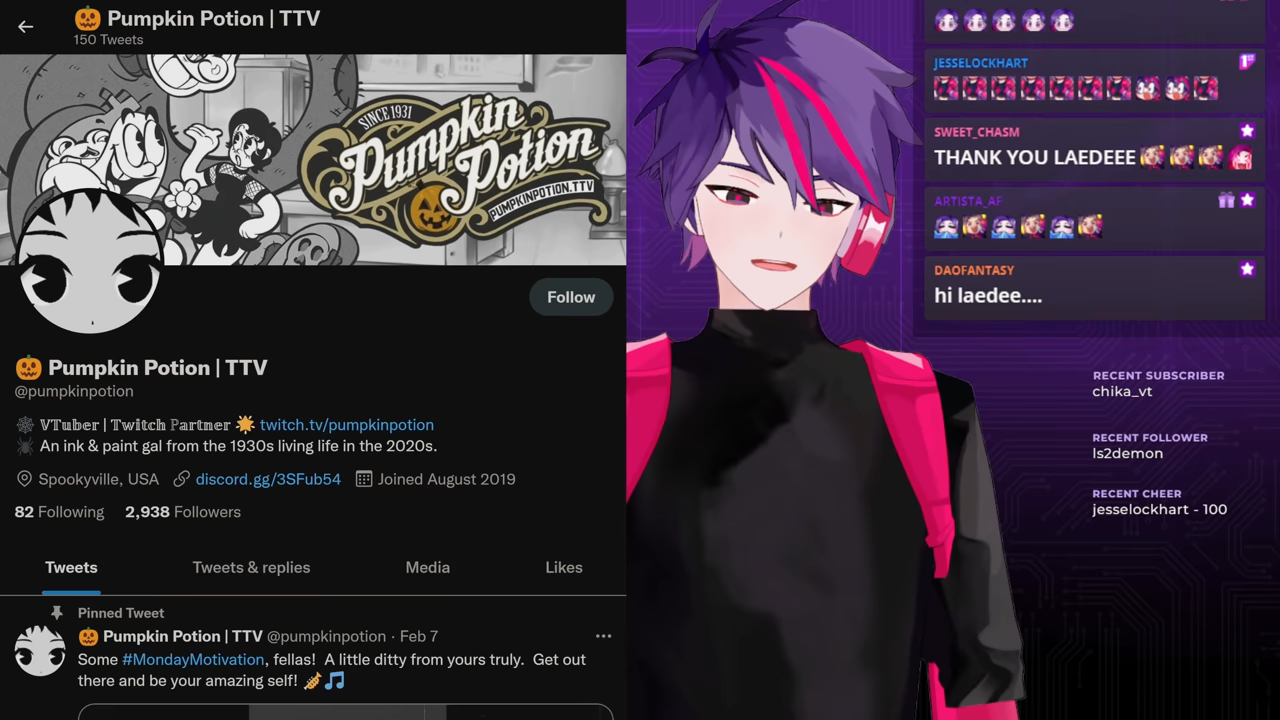 🎃 Pumpkin Potion | TTV
150 Tweets
SINCE 1931
Pumpkin
Potion
PUMPKINPOTION.TTV
Follow
🎃 Pumpkin Potion | TTV
@pumpkinpotion
🕸 𝕍𝕋𝕦𝕓𝕖𝕣 | 𝕋𝕨𝕚𝕥𝕔𝕙 ℙ𝕒𝕣𝕥𝕟𝕖𝕣 🌟 twitch.tv/pumpkinpotion
🕷 An ink & paint gal from the 1930s living life in the 2020s.
Spookyville, USA discord.gg/3SFub54 Joined August 2019
82 Following 2,938 Followers
Tweets Tweets & replies Media Likes
Pinned Tweet
🎃 Pumpkin Potion | TTV @pumpkinpotion · Feb 7
Some #MondayMotivation, fellas! A little ditty from yours truly. Get out
there and be your amazing self! 🎺🎵
JESSELOCKHART
1st
SWEET_CHASM
THANK YOU LAEDEEE
ARTISTA_AF
DAOFANTASY
hi laedee....
RECENT SUBSCRIBER
chika_vt
RECENT FOLLOWER
ls2demon
RECENT CHEER
jesselockhart - 100